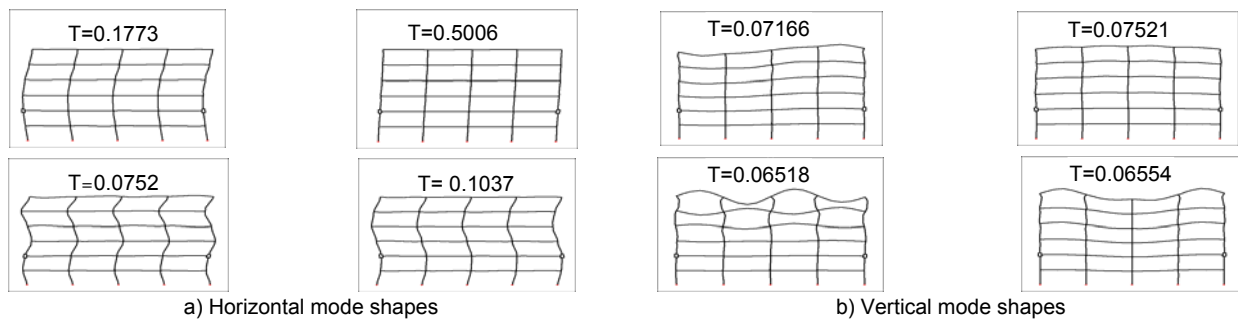 T=0.1773
T=0.5006
T=0.07166
T=0.07521
T=0.0752
T= 0.1037
T=0.06518
T=0.06554
a) Horizontal mode shapes
b) Vertical mode shapes